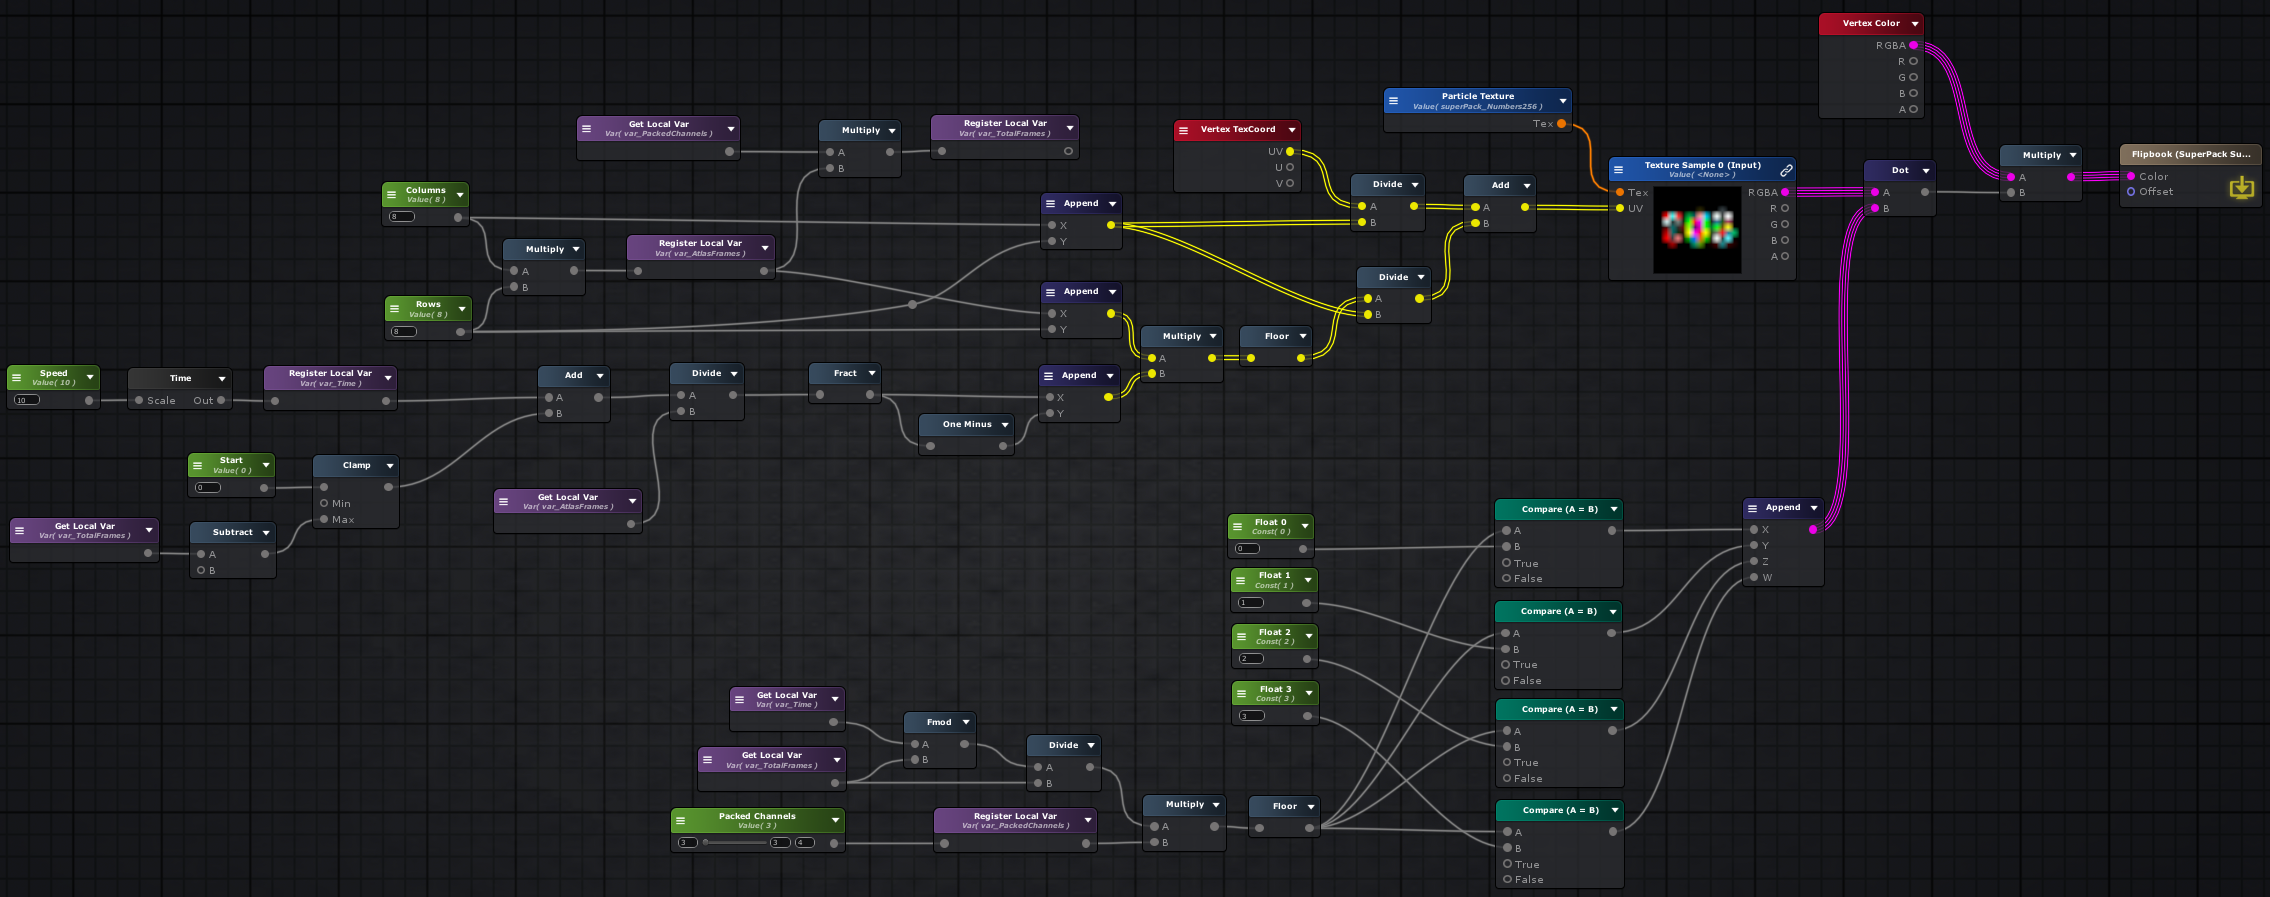 Vertex Color
RGBA
R
G
B
A
Particle Texture
Value( superPack_Numbers256 )
Tex
Get Local Var
Var( var_PackedChannels )
Multiply
A
B
Register Local Var
Var( var_TotalFrames )
Vertex TexCoord
UV
U
V
Texture Sample 0 (Input)
Value( <None> )
Tex
UV
RGBA
R
G
B
A
Dot
A
B
Multiply
A
B
Flipbook (SuperPack Su...
Color
Offset
Columns
Value( 8 )
8
Divide
A
B
Add
A
B
Append
X
Y
Multiply
A
B
Register Local Var
Var( var_AtlasFrames )
Rows
Value( 8 )
8
Append
X
Y
Divide
A
B
Multiply
A
B
Floor
Speed
Value( 10 )
10
Time
Scale Out
Register Local Var
Var( var_Time )
Add
A
B
Divide
A
B
Fract
One Minus
Append
X
Y
Start
Value( 0 )
0
Clamp
Min
Max
Get Local Var
Var( var_TotalFrames )
Subtract
A
B
Get Local Var
Var( var_AtlasFrames )
Float 0
Const( 0 )
0
Float 1
Const( 1 )
1
Float 2
Const( 2 )
2
Float 3
Const( 3 )
3
Compare (A = B)
A
B
True
False
Compare (A = B)
A
B
True
False
Compare (A = B)
A
B
True
False
Compare (A = B)
A
B
True
False
Append
X
Y
Z
W
Get Local Var
Var( var_Time )
Get Local Var
Var( var_TotalFrames )
Fmod
A
B
Divide
A
B
Packed Channels
Value( 3 )
3 3 4
Register Local Var
Var( var_PackedChannels )
Multiply
A
B
Floor